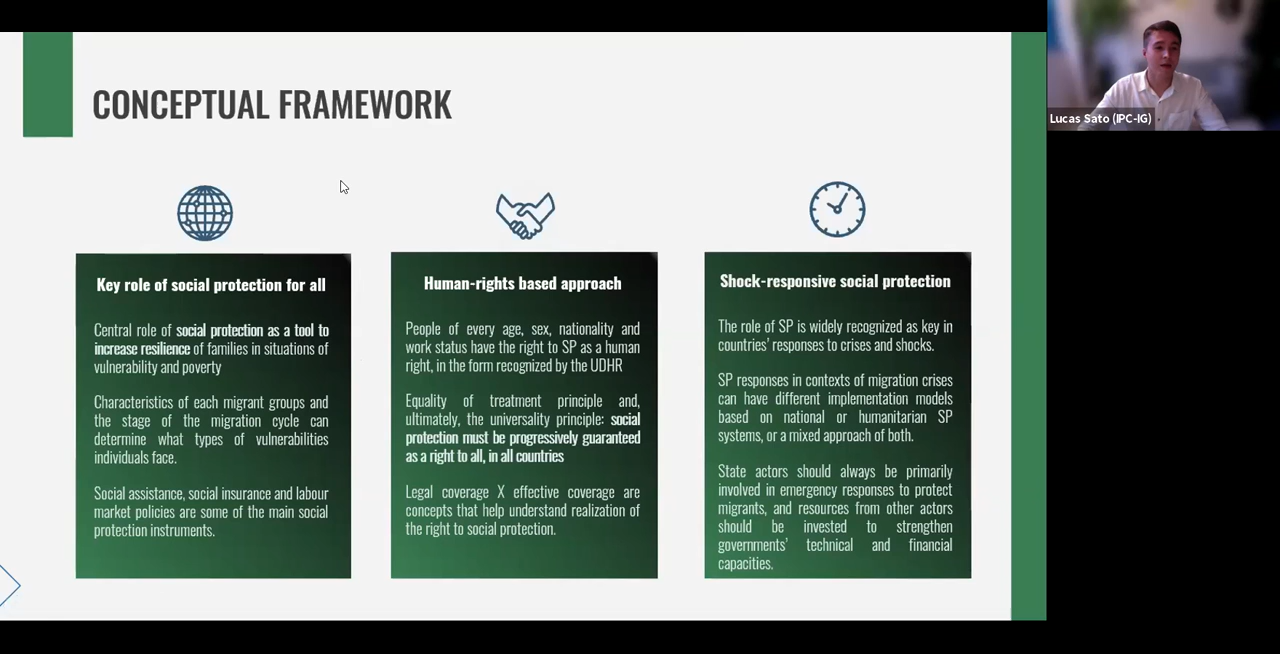 CONCEPTUAL FRAMEWORK
Key role of social protection for all
Central role of social protection as a tool to
increase resilience of families in situations of
vulnerability and poverty
Characteristics of each migrant groups and
the stage of the migration cycle can
determine what types of vulnerabilities
individuals face.
Social assistance, social insurance and labour
market policies are some of the main social
protection instruments.
Human-rights based approach
People of every age, sex, nationality and
work status have the right to SP as a human
right, in the form recognized by the UDHR
Equality of treatment principle and,
ultimately, the universality principle: social
protection must be progressively guaranteed
as a right to all, in all countries
Legal coverage X effective coverage are
concepts that help understand realization of
the right to social protection.
Shock-responsive social protection
The role of SP is widely recognized as key in
countries' responses to crises and shocks.
SP responses in contexts of migration crises
can have different implementation models
based on national or humanitarian SP
systems, or a mixed approach of both.
State actors should always be primarily
involved in emergency responses to protect
migrants, and resources from other actors
should be invested to strengthen
governments' technical and financial
capacities.
Lucas Sato (IPC-IG)